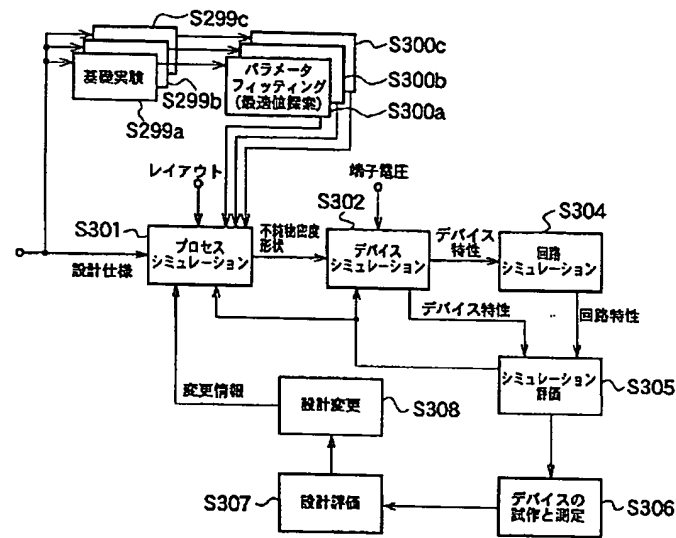 S299c
S300c
基礎実験
パラメータ
フィッティング
(最適値探索)
S300b
S299b
S300a
S299a
レイアウト
端子電圧
S301
S302
S304
プロセス
シミュレーション
不純物密度
形状
デバイス
シミュレーション
デバイス
特性
回路
シミュレーション
設計仕様
デバイス特性
回路特性
変更情報
設計変更
S308
シミュレーション
評価
S305
S307
設計評価
デバイスの
試作と測定
S306